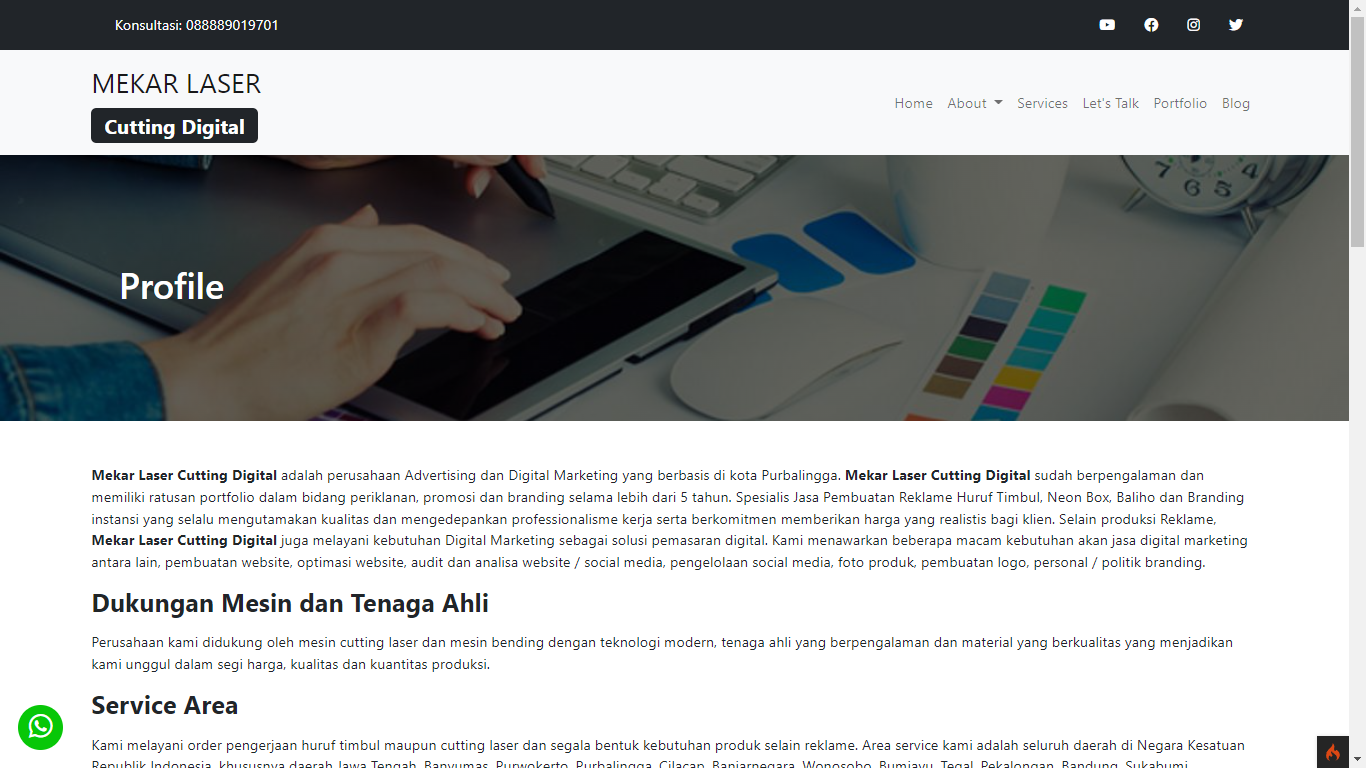 Konsultasi: 088889019701
MEKAR LASER
Cutting Digital
Home About Services Let's Talk Portfolio Blog
7 6 5 4
Profile
Mekar Laser Cutting Digital adalah perusahaan Advertising dan Digital Marketing yang berbasis di kota Purbalingga. Mekar Laser Cutting Digital sudah berpengalaman dan
memiliki ratusan portfolio dalam bidang periklanan, promosi dan branding selama lebih dari 5 tahun. Spesialis Jasa Pembuatan Reklame Huruf Timbul, Neon Box, Baliho dan Branding
instansi yang selalu mengutamakan kualitas dan mengedepankan professionalisme kerja serta berkomitmen memberikan harga yang realistis bagi klien. Selain produksi Reklame,
Mekar Laser Cutting Digital juga melayani kebutuhan Digital Marketing sebagai solusi pemasaran digital. Kami menawarkan beberapa macam kebutuhan akan jasa digital marketing
antara lain, pembuatan website, optimasi website, audit dan analisa website / social media, pengelolaan social media, foto produk, pembuatan logo, personal / politik branding.
Dukungan Mesin dan Tenaga Ahli
Perusahaan kami didukung oleh mesin cutting laser dan mesin bending dengan teknologi modern, tenaga ahli yang berpengalaman dan material yang berkualitas yang menjadikan
kami unggul dalam segi harga, kualitas dan kuantitas produksi.
Service Area
Kami melayani order pengerjaan huruf timbul maupun cutting laser dan segala bentuk kebutuhan produk selain reklame. Area service kami adalah seluruh daerah di Negara Kesatuan
Republik Indonesia, khususnya daerah Jawa Tengah, Banyumas, Purwokerto, Purbalingga, Cilacap, Banjarnegara, Wonosobo, Bumiayu, Tegal, Pekalongan, Bandung, Sukabumi,